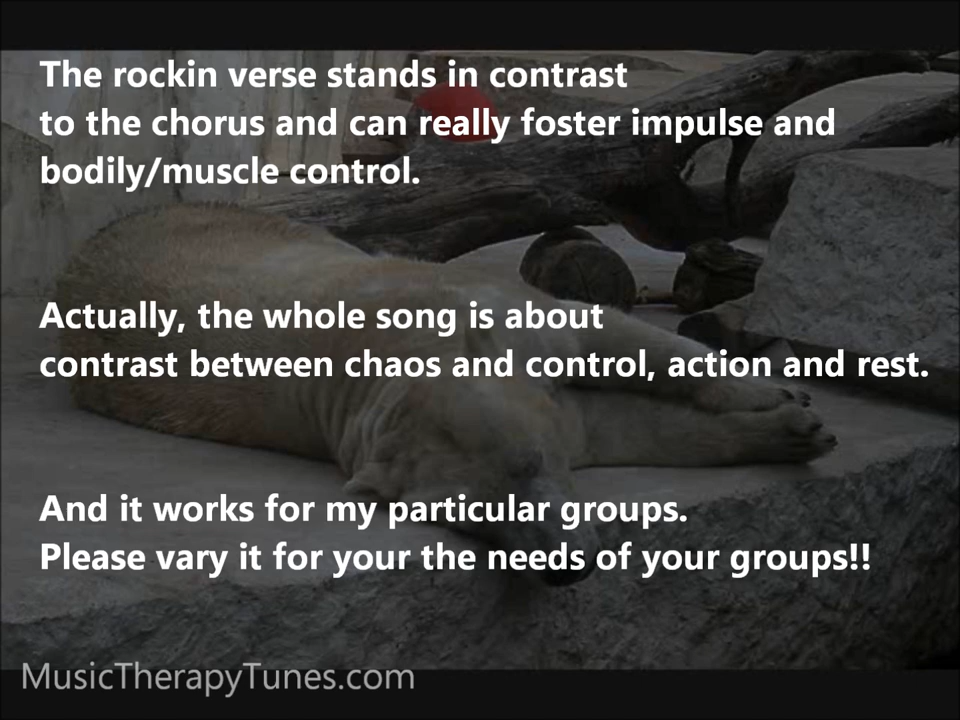 The rockin verse stands in contrast
to the chorus and can really foster impulse and
bodily/muscle control.
Actually, the whole song is about
contrast between chaos and control, action and rest.
And it works for my particular groups.
Please vary it for your the needs of your groups!!
MusicTherapyTunes.com